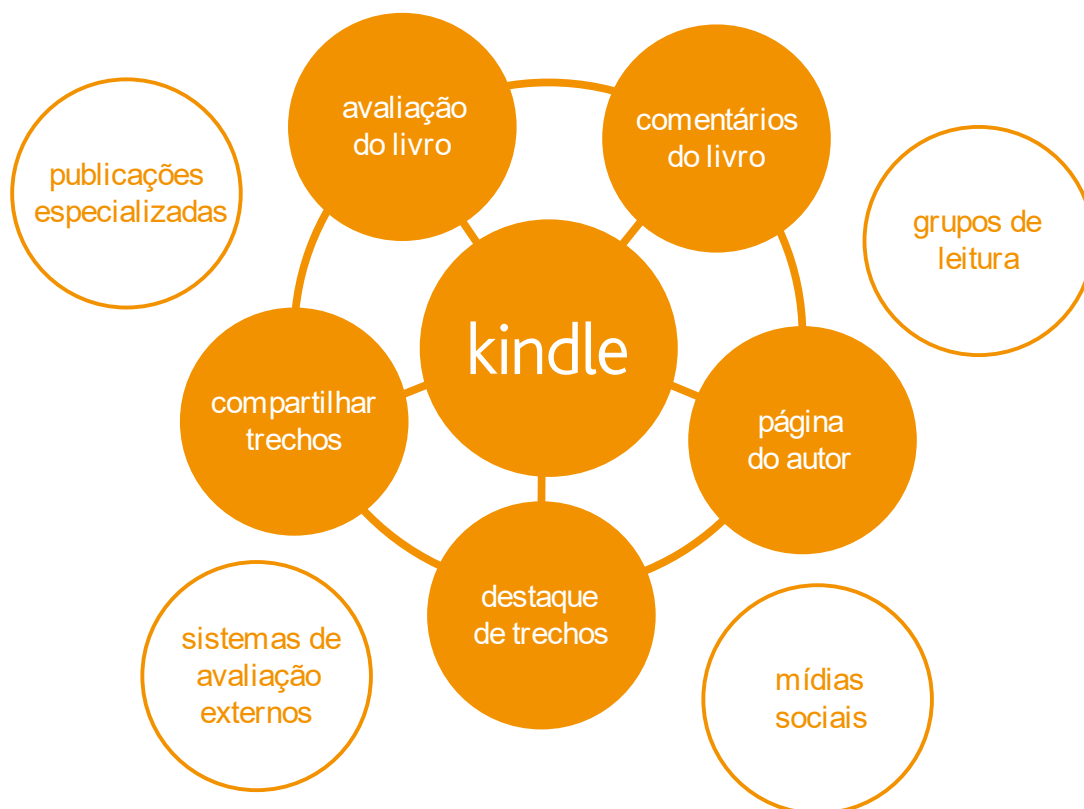 avaliação
do livro
comentários
do livro
publicações
especializadas
grupos de
leitura
kindle
compartilhar
trechos
página
do autor
destaque
de trechos
sistemas de
avaliação
externos
mídias
sociais